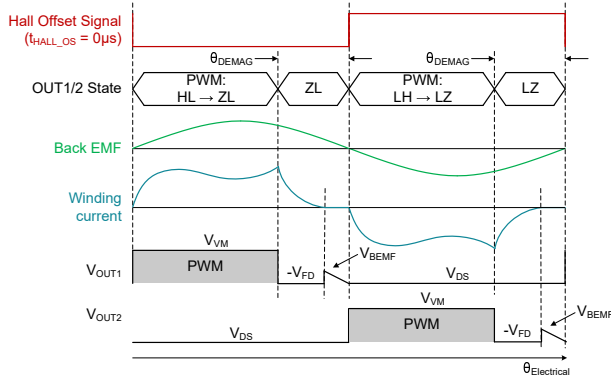 Hall Offset Signal
(tHALL_OS = 0µs)
θDEMAG
θDEMAG
OUT1/2 State
PWM:
HL → ZL
ZL
PWM:
LH → LZ
LZ
Back EMF
Winding
current
VVM
VOUT1
PWM
-VFD
VBEMF
VDS
VOUT2
VDS
VVM
PWM
-VFD
VBEMF
θElectrical